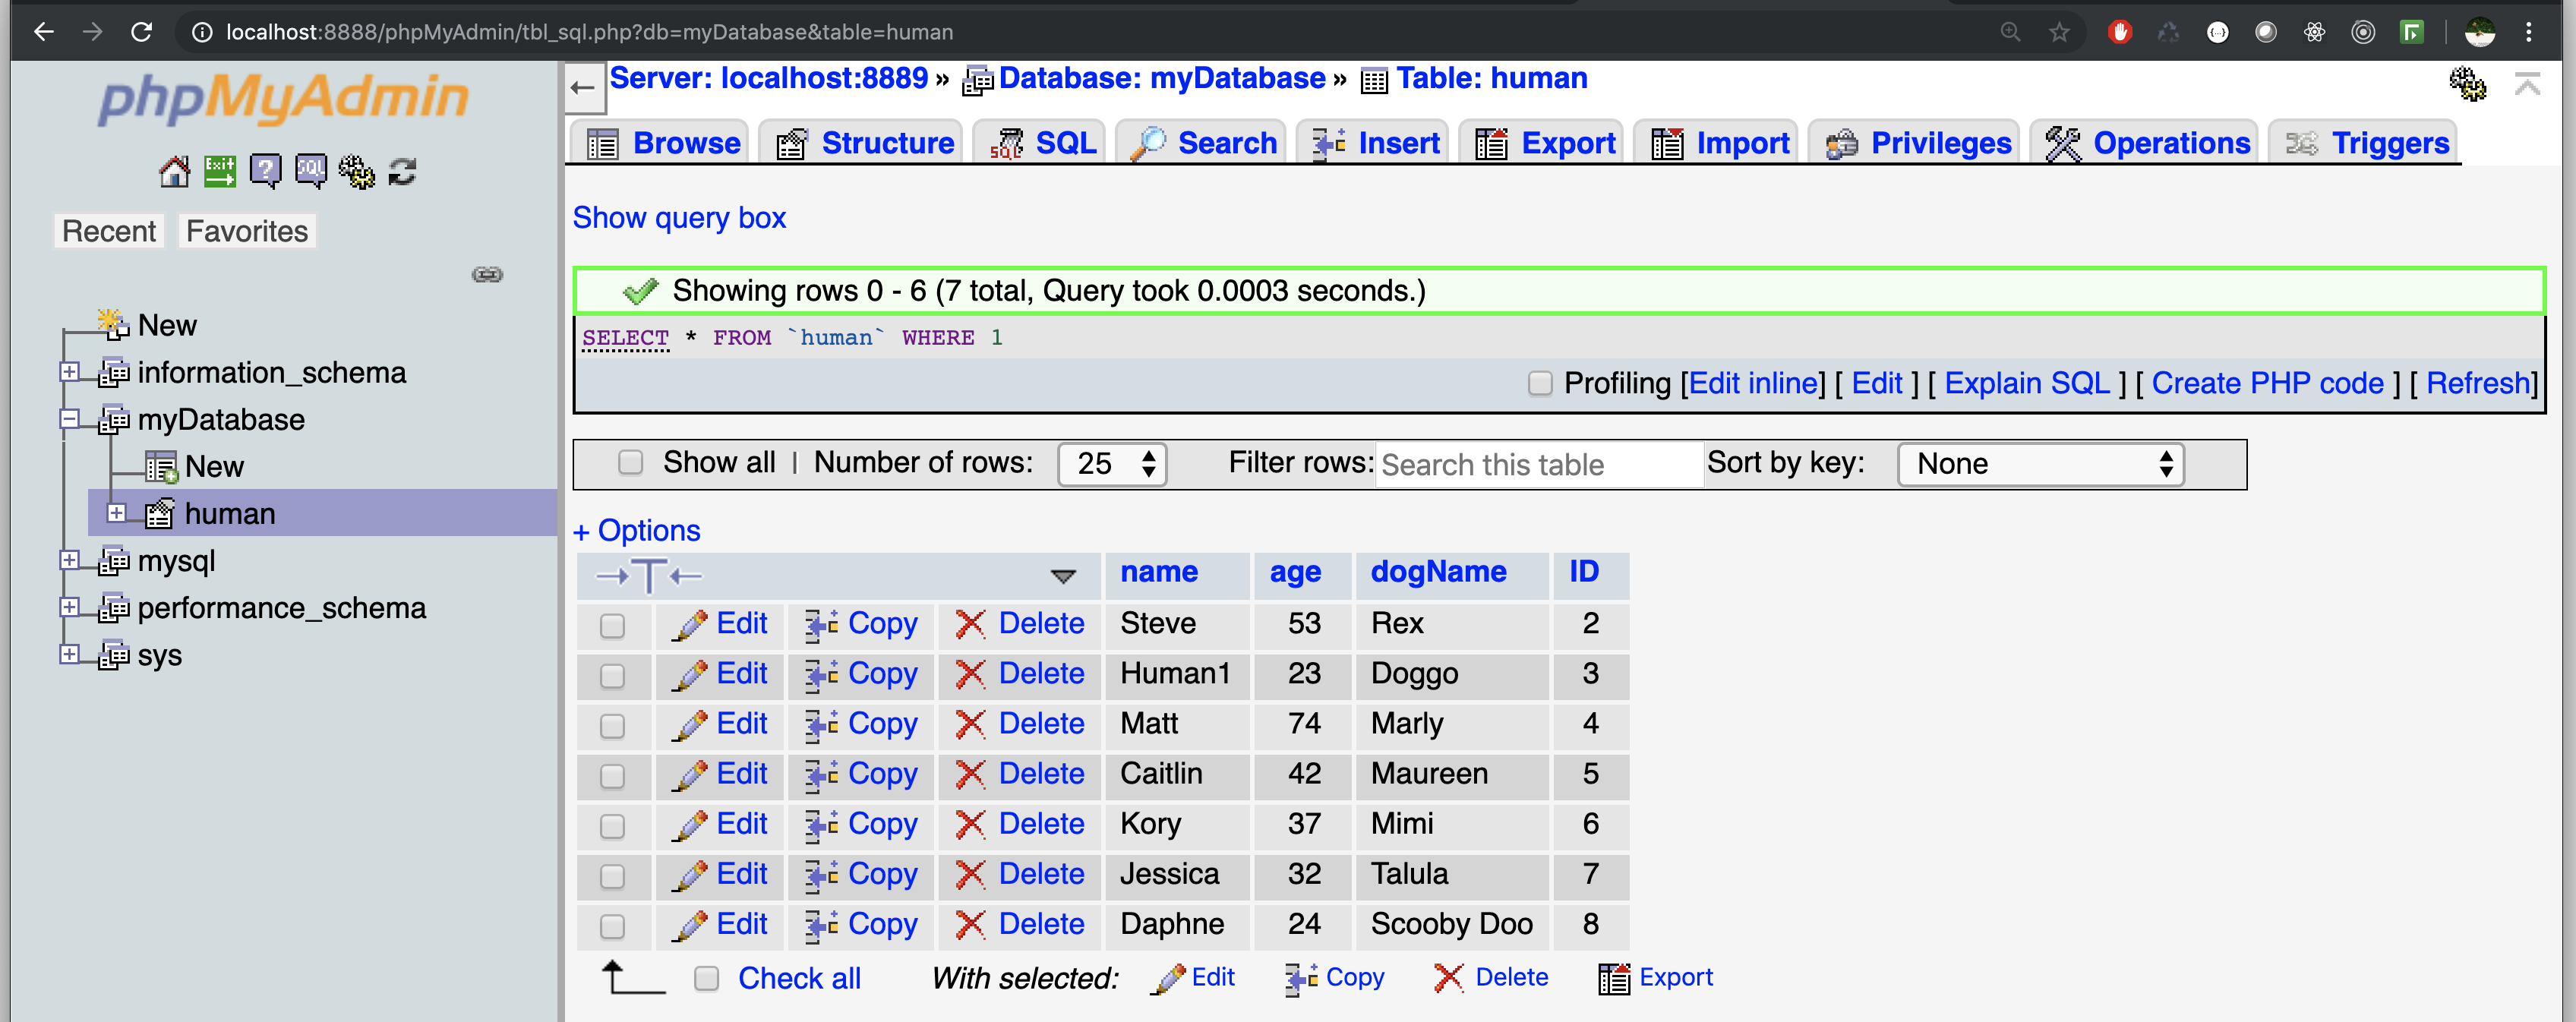 localhost:8888/phpMyAdmin/tbl_sql.php?db=myDatabase&table=human
phpMyAdmin
Exit
?
SQL
Recent Favorites
New
information_schema
myDatabase
New
human
mysql
performance_schema
sys
← Server: localhost:8889 » Database: myDatabase » Table: human
Browse Structure SQL Search Insert Export Import Privileges Operations Triggers
Show query box
Showing rows 0 - 6 (7 total, Query took 0.0003 seconds.)
SELECT * FROM `human` WHERE 1
Profiling [Edit inline] [ Edit ] [ Explain SQL ] [ Create PHP code ] [ Refresh]
Show all | Number of rows: 25 Filter rows: Search this table Sort by key: None
+ Options
←T→ name age dogName ID
Edit Copy Delete Steve 53 Rex 2
Edit Copy Delete Human1 23 Doggo 3
Edit Copy Delete Matt 74 Marly 4
Edit Copy Delete Caitlin 42 Maureen 5
Edit Copy Delete Kory 37 Mimi 6
Edit Copy Delete Jessica 32 Talula 7
Edit Copy Delete Daphne 24 Scooby Doo 8
Check all With selected: Edit Copy Delete Export